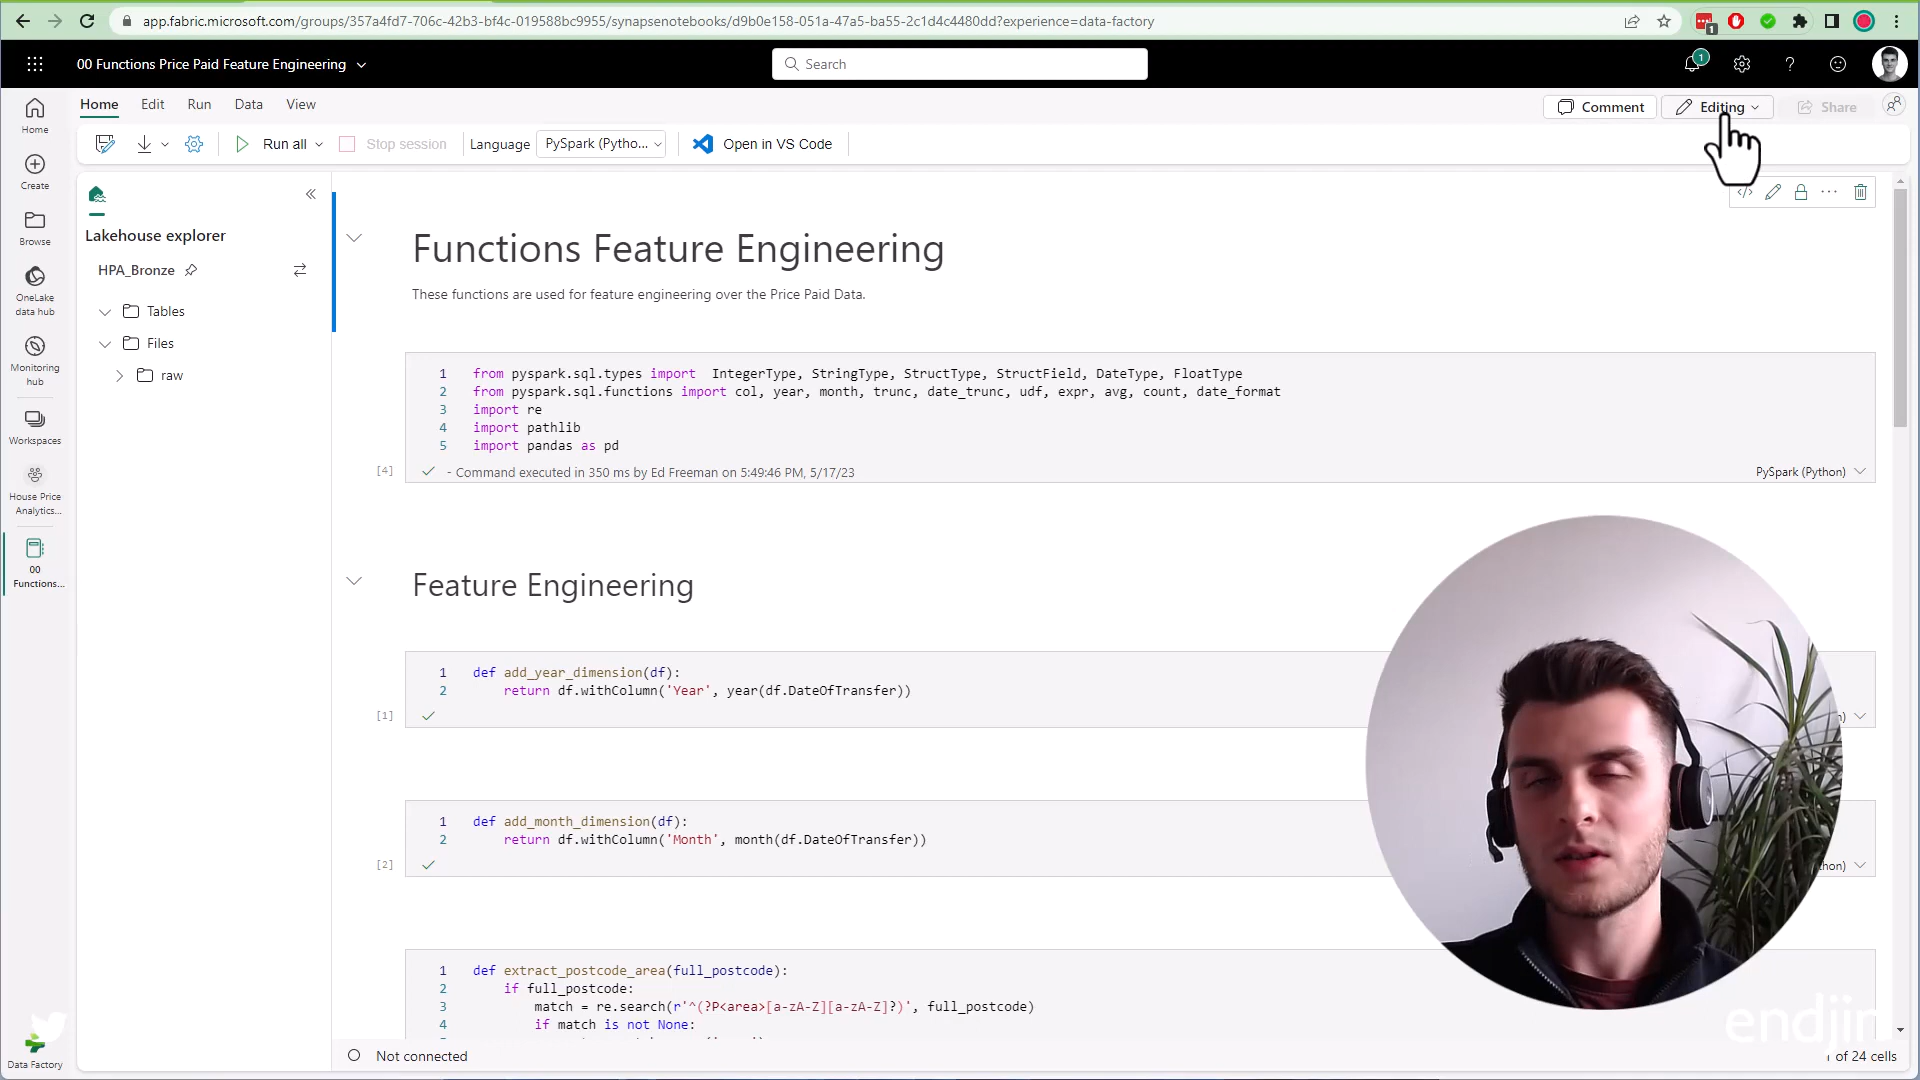 app.fabric.microsoft.com/groups/357a4fd7-706c-42b3-bf4c-019588bc9955/synapsenotebooks/d9b0e158-051a-47a5-ba55-2c1d4c4480dd?experience=data-factory
1
00 Functions Price Paid Feature Engineering
Search
1
?
Home Edit Run Data View
Comment
Editing
Share
Run all
Stop session
Language
PySpark (Pytho...
Open in VS Code
Home
Create
Browse
OneLake
data hub
Monitoring
hub
Workspaces
House Price
Analytics...
00
Functions...
Data Factory
Lakehouse explorer
HPA_Bronze
Tables
Files
raw
Functions Feature Engineering
These functions are used for feature engineering over the Price Paid Data.
1 from pyspark.sql.types import  IntegerType, StringType, StructType, StructField, DateType, FloatType
2 from pyspark.sql.functions import col, year, month, trunc, date_trunc, udf, expr, avg, count, date_format
3 import re
4 import pathlib
5 import pandas as pd
[4]
- Command executed in 350 ms by Ed Freeman on 5:49:46 PM, 5/17/23
PySpark (Python)
Feature Engineering
1 def add_year_dimension(df):
2     return df.withColumn('Year', year(df.DateOfTransfer))
[1]
1 def add_month_dimension(df):
2     return df.withColumn('Month', month(df.DateOfTransfer))
[2]
1 def extract_postcode_area(full_postcode):
2     if full_postcode:
3         match = re.search(r'^(?P<area>[a-zA-Z][a-zA-Z]?)', full_postcode)
4         if match is not None:
Not connected
of 24 cells
endjin